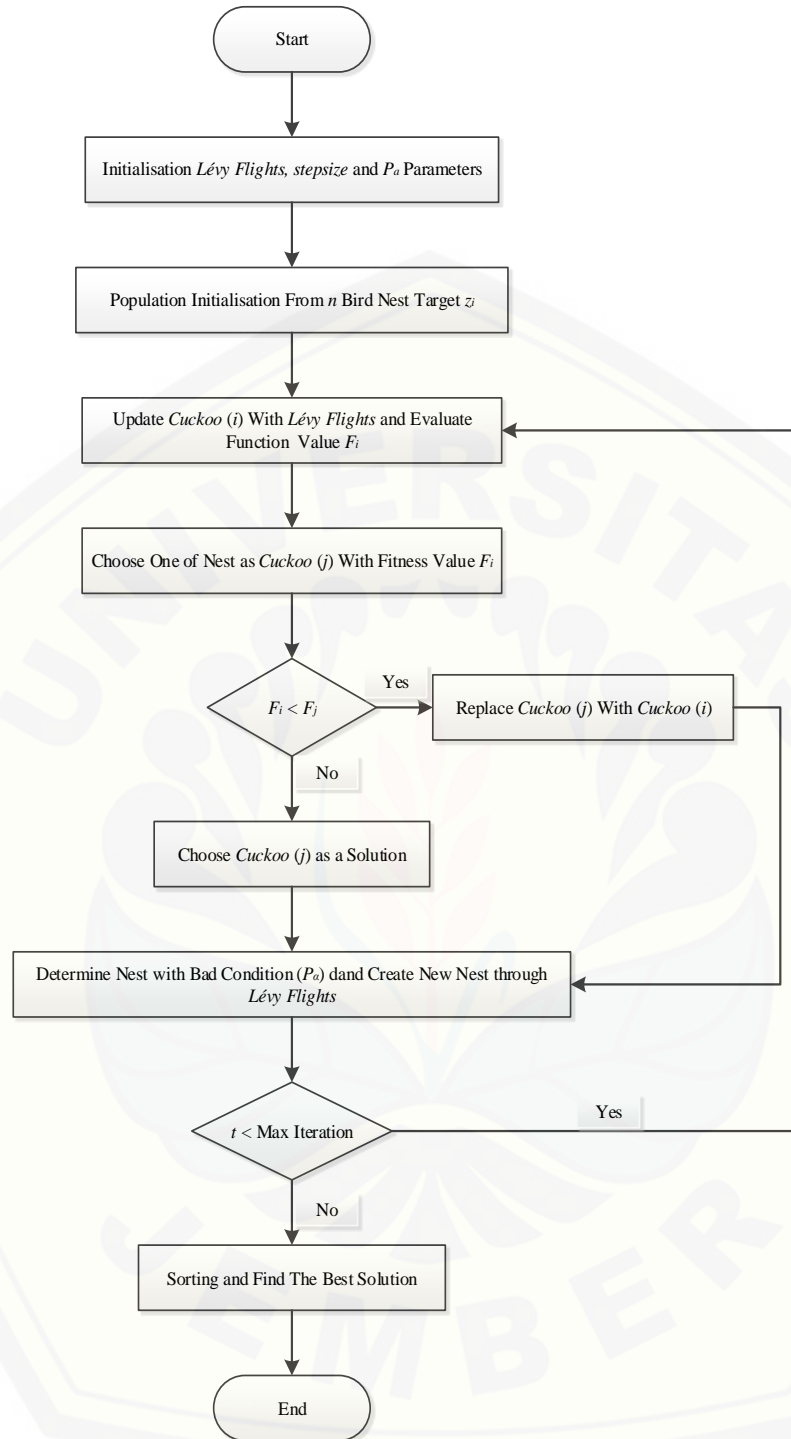 Start
Initialisation Lévy Flights, stepsize and Pa Parameters
Population Initialisation From n Bird Nest Target zi
Update Cuckoo (i) With Lévy Flights and Evaluate
Function Value Fi
Choose One of Nest as Cuckoo (j) With Fitness Value Fi
Fi < Fj
Yes
Replace Cuckoo (j) With Cuckoo (i)
No
Choose Cuckoo (j) as a Solution
Determine Nest with Bad Condition (Pa) dand Create New Nest through
Lévy Flights
t < Max Iteration
Yes
No
Sorting and Find The Best Solution
End
UNIVERSITAS
JEMBER